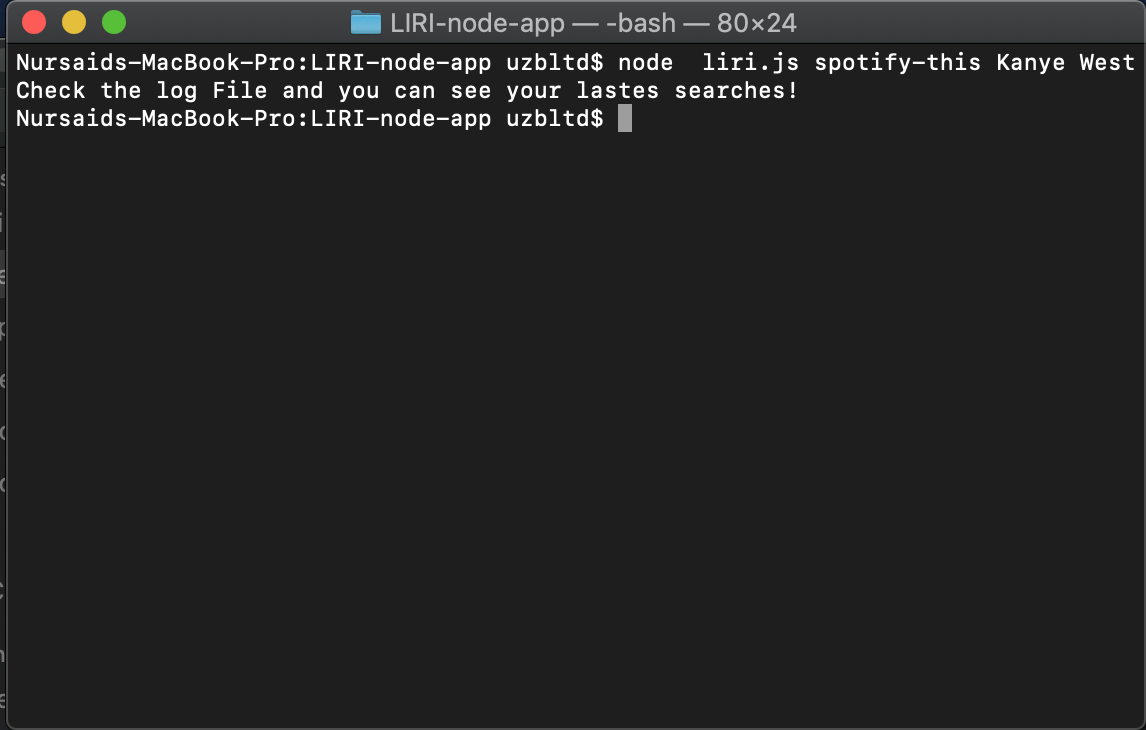 LIRI-node-app — -bash — 80×24
Nursaids-MacBook-Pro:LIRI-node-app uzbltd$ node  liri.js spotify-this Kanye West
Check the log File and you can see your lastes searches!
Nursaids-MacBook-Pro:LIRI-node-app uzbltd$